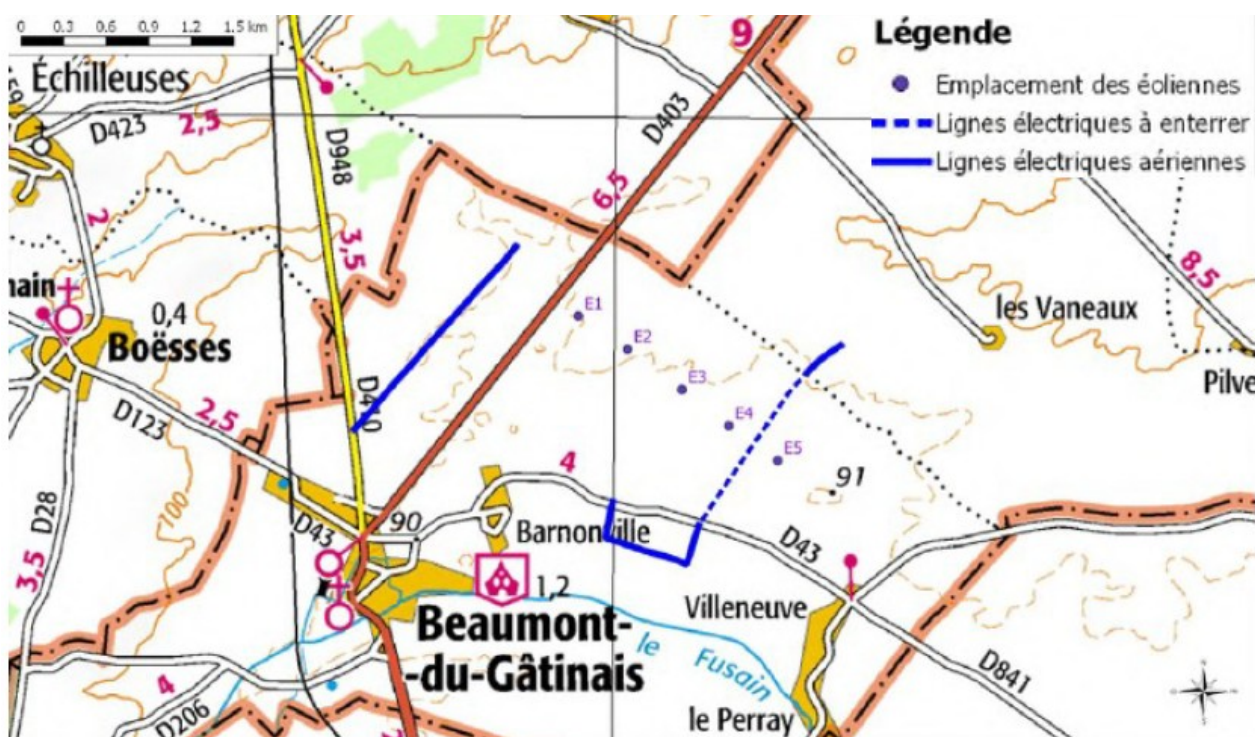 0 0.3 0.6 0.9 1.2 1.5 km
Échilleuses
D423
2,5
D948
2
3,5
9
D403
6,5
Légende
Emplacement des éoliennes
Lignes électriques à enterrer
Lignes électriques aériennes
8,5
les Vaneaux
Pilve
main
0,4
Boësses
E1
E2
E3
E4
E5
D410
D123
2,5
D28
3,5
100
4
91
90
D43
Barnonville
D43
1,2
Villeneuve
Beaumont-
-du-Gâtinais
le Fusain
D841
le Perray
4
D206